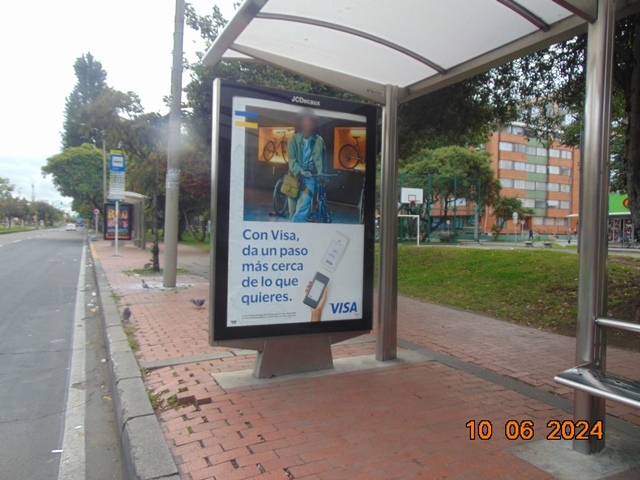 JCDecaux
Con Visa,
da un paso
más cerca
de lo que
quieres.
VISA
10 06 2024